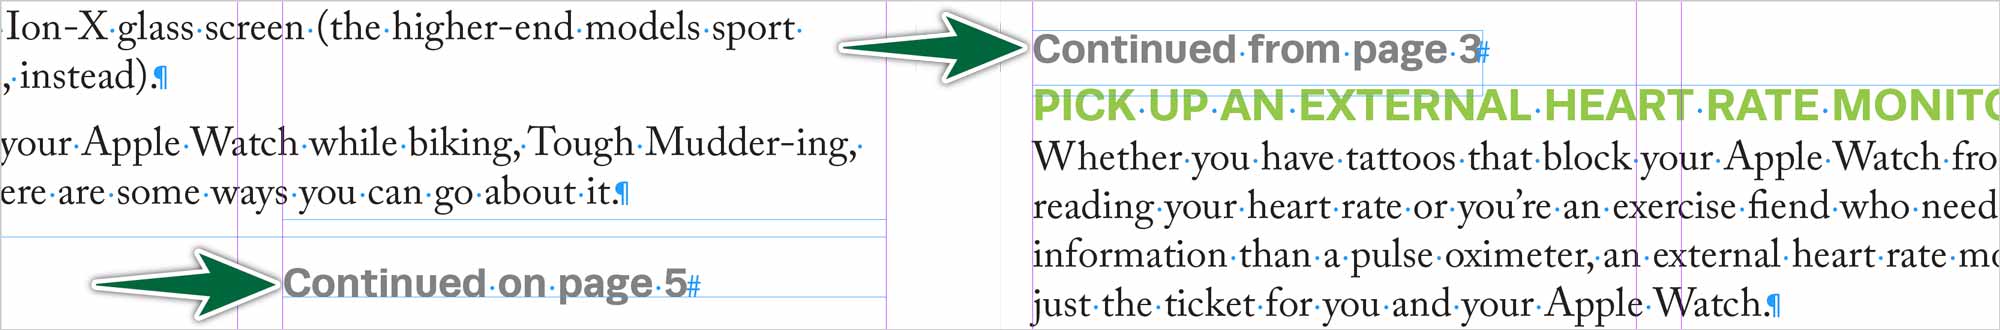 Ion-X glass screen (the higher-end models sport
, instead).¶
your Apple Watch while biking, Tough Mudder-ing,
ere are some ways you can go about it.¶
Continued on page 5#
Continued from page 3#
PICK UP AN EXTERNAL HEART RATE MONITO
Whether you have tattoos that block your Apple Watch fro
reading your heart rate or you’re an exercise fiend who need
information than a pulse oximeter, an external heart rate mo
just the ticket for you and your Apple Watch.¶